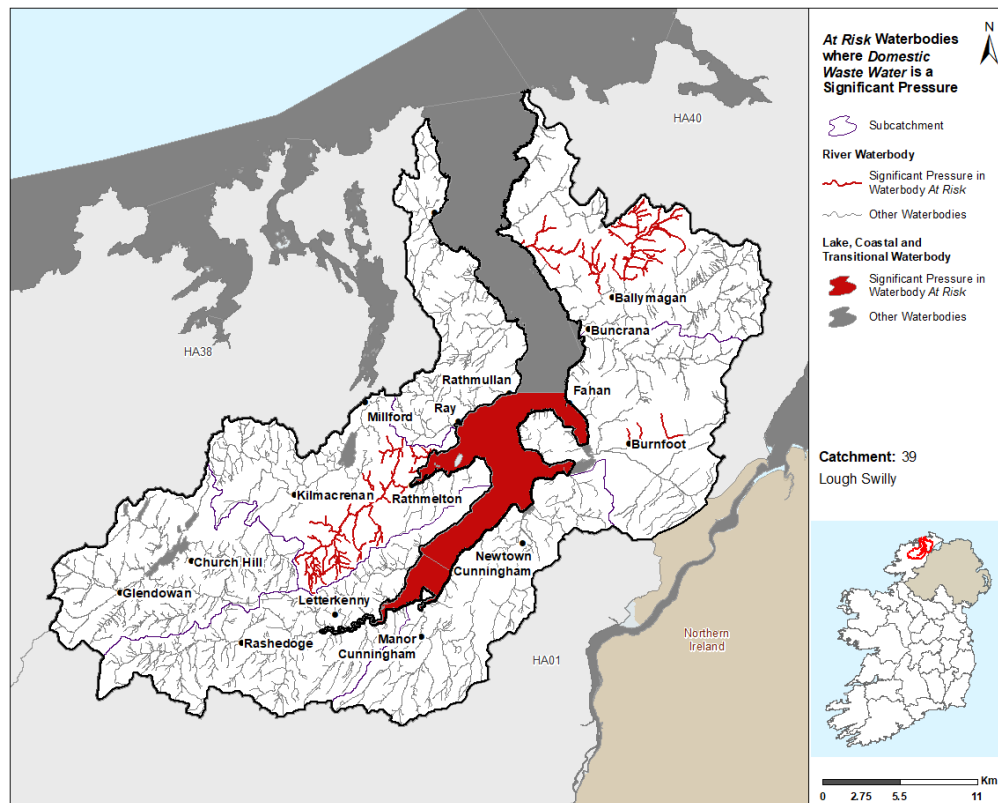 At Risk Waterbodies
where Domestic
Waste Water is a
Significant Pressure
N
Subcatchment
River Waterbody
Significant Pressure in
Waterbody At Risk
Other Waterbodies
Lake, Coastal and
Transitional Waterbody
Significant Pressure in
Waterbody At Risk
Other Waterbodies
Catchment: 39
Lough Swilly
Km
0 2.75 5.5 11
HA40
HA38
HA01
Northern
Ireland
Ballymagan
Buncrana
Rathmullan
Fahan
Ray
Millford
Burnfoot
Kilmacrenan
Rathmelton
Church Hill
Newtown
Cunningham
Glendowan
Letterkenny
Rashedoge
Manor
Cunningham